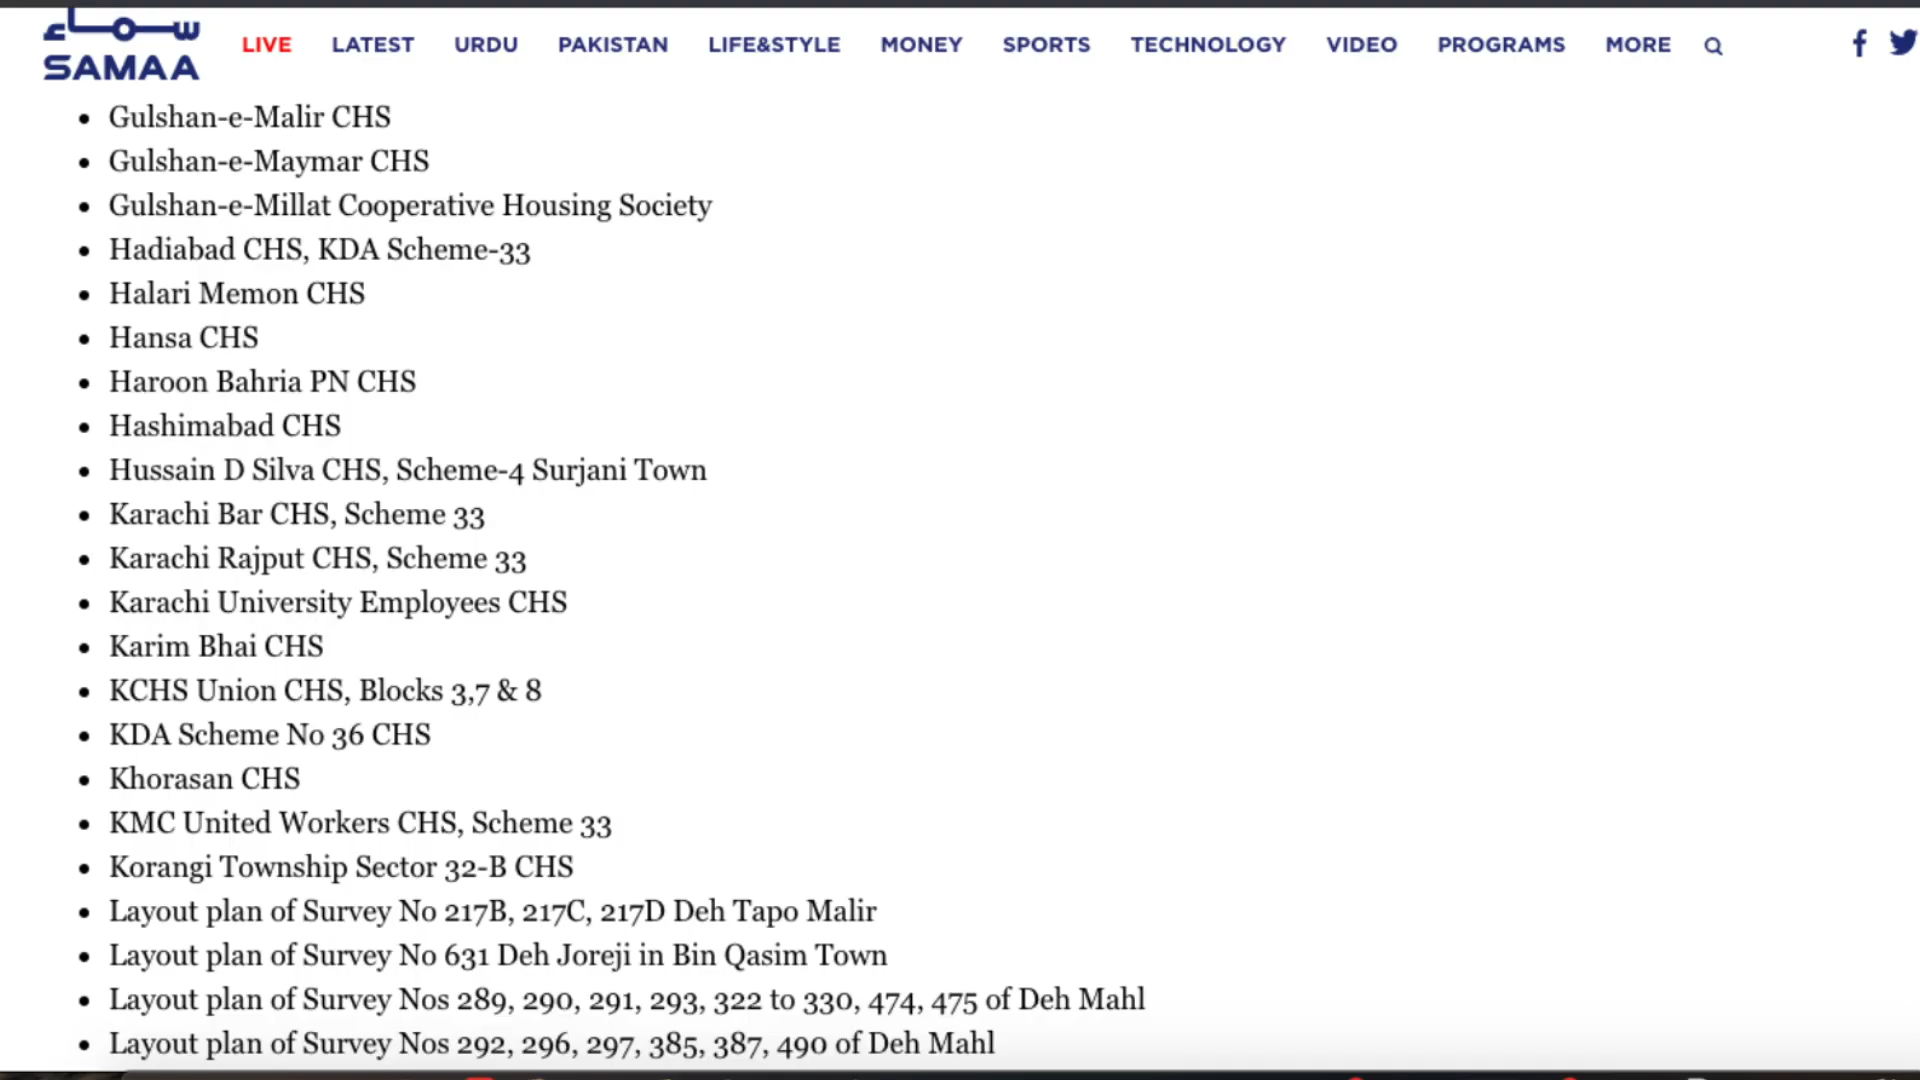 سماء
SAMAA
LIVE LATEST URDU PAKISTAN LIFE&STYLE MONEY SPORTS TECHNOLOGY VIDEO PROGRAMS MORE
• Gulshan-e-Malir CHS
• Gulshan-e-Maymar CHS
• Gulshan-e-Millat Cooperative Housing Society
• Hadiabad CHS, KDA Scheme-33
• Halari Memon CHS
• Hansa CHS
• Haroon Bahria PN CHS
• Hashimabad CHS
• Hussain D Silva CHS, Scheme-4 Surjani Town
• Karachi Bar CHS, Scheme 33
• Karachi Rajput CHS, Scheme 33
• Karachi University Employees CHS
• Karim Bhai CHS
• KCHS Union CHS, Blocks 3,7 & 8
• KDA Scheme No 36 CHS
• Khorasan CHS
• KMC United Workers CHS, Scheme 33
• Korangi Township Sector 32-B CHS
• Layout plan of Survey No 217B, 217C, 217D Deh Tapo Malir
• Layout plan of Survey No 631 Deh Joreji in Bin Qasim Town
• Layout plan of Survey Nos 289, 290, 291, 293, 322 to 330, 474, 475 of Deh Mahl
• Layout plan of Survey Nos 292, 296, 297, 385, 387, 490 of Deh Mahl